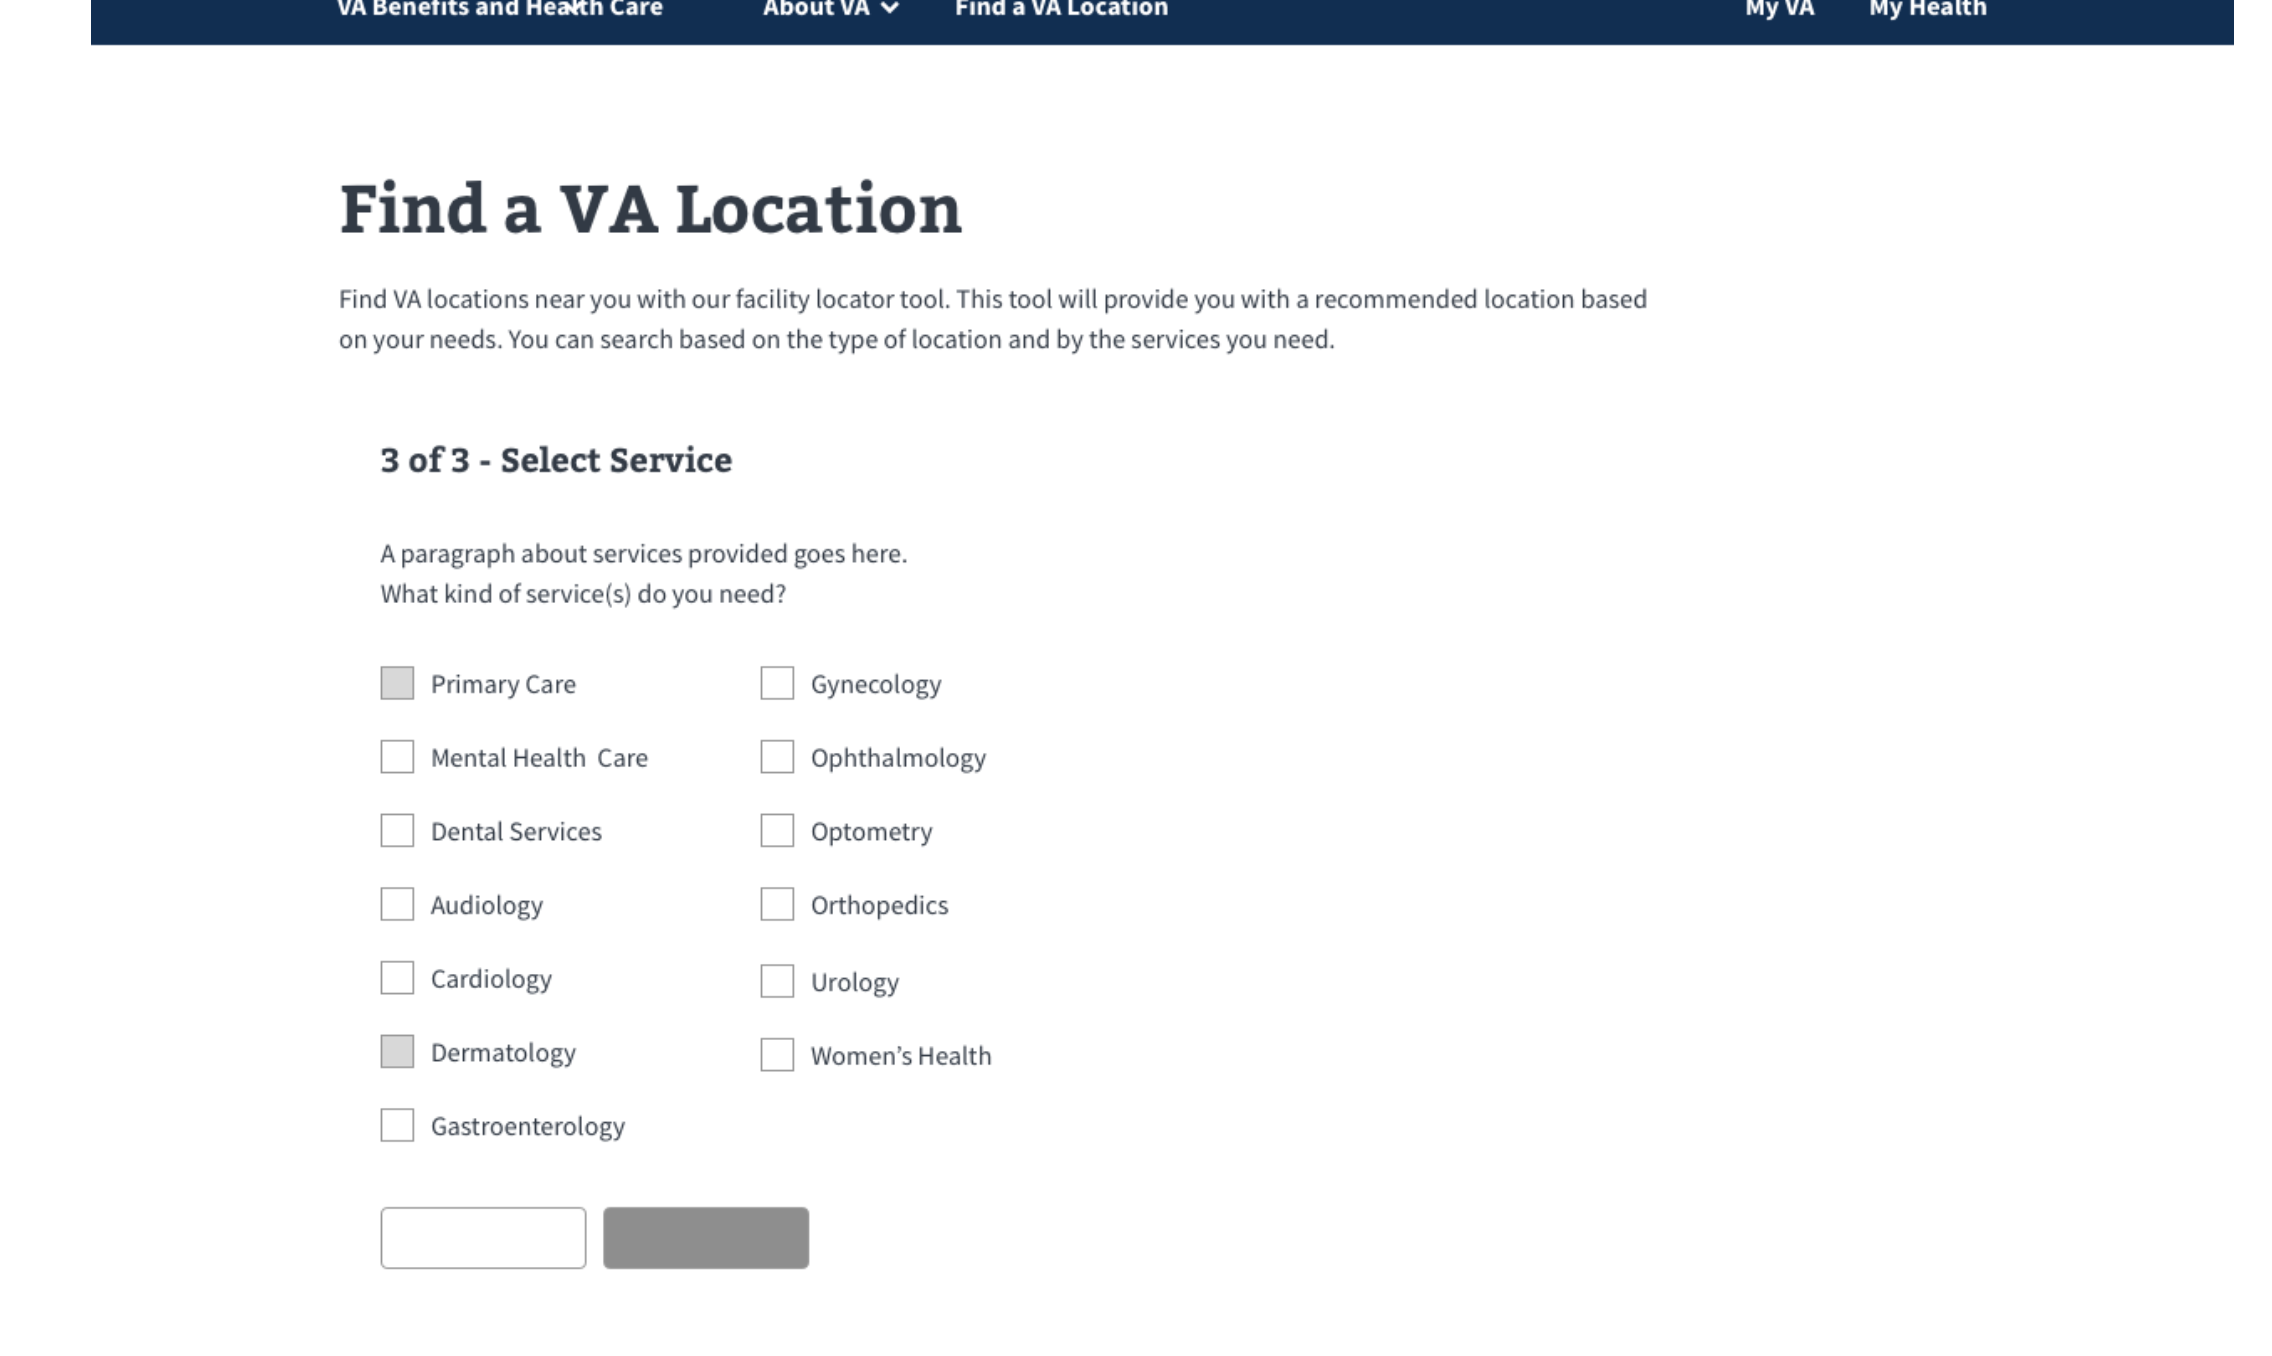 VA Benefits and Health Care About VA Find a VA Location My VA My Health
Find a VA Location
Find VA locations near you with our facility locator tool. This tool will provide you with a recommended location based
on your needs. You can search based on the type of location and by the services you need.
3 of 3 - Select Service
A paragraph about services provided goes here.
What kind of service(s) do you need?
Primary Care
Mental Health Care
Dental Services
Audiology
Cardiology
Dermatology
Gastroenterology
Gynecology
Ophthalmology
Optometry
Orthopedics
Urology
Women’s Health